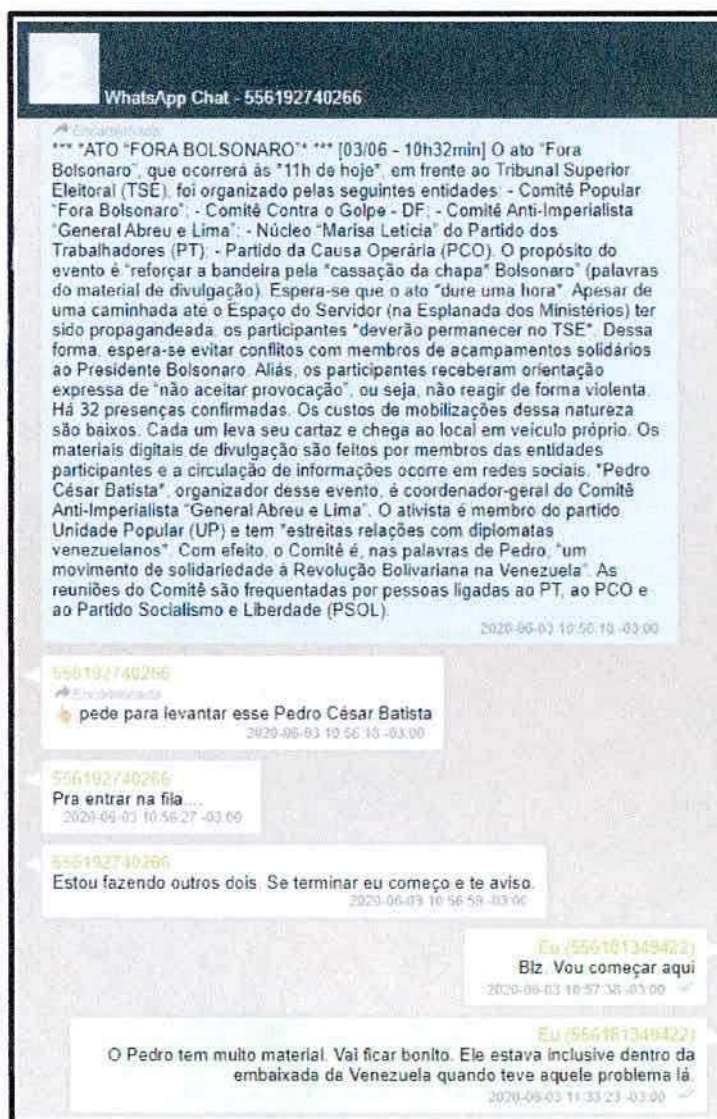 WhatsApp Chat - 556192740266
Encaminhada
*** *ATO "FORA BOLSONARO"* *** [03/06 - 10h32min] O ato "Fora
Bolsonaro", que ocorrerá às *11h de hoje*, em frente ao Tribunal Superior
Eleitoral (TSE), foi organizado pelas seguintes entidades: - Comitê Popular
"Fora Bolsonaro"; - Comitê Contra o Golpe - DF; - Comitê Anti-Imperialista
"General Abreu e Lima"; - Núcleo "Marisa Letícia" do Partido dos
Trabalhadores (PT); - Partido da Causa Operária (PCO). O propósito do
evento é "reforçar a bandeira pela *cassação da chapa* Bolsonaro" (palavras
do material de divulgação). Espera-se que o ato *dure uma hora*. Apesar de
uma caminhada até o Espaço do Servidor (na Esplanada dos Ministérios) ter
sido propagandeada, os participantes *deverão permanecer no TSE*. Dessa
forma, espera-se evitar conflitos com membros de acampamentos solidários
ao Presidente Bolsonaro. Aliás, os participantes receberam orientação
expressa de "não aceitar provocação", ou seja, não reagir de forma violenta.
Há 32 presenças confirmadas. Os custos de mobilizações dessa natureza
são baixos. Cada um leva seu cartaz e chega ao local em veículo próprio. Os
materiais digitais de divulgação são feitos por membros das entidades
participantes e a circulação de informações ocorre em redes sociais. *Pedro
César Batista*, organizador desse evento, é coordenador-geral do Comitê
Anti-Imperialista "General Abreu e Lima". O ativista é membro do partido
Unidade Popular (UP) e tem *estreitas relações com diplomatas
venezuelanos*. Com efeito, o Comitê é, nas palavras de Pedro, "um
movimento de solidariedade à Revolução Bolivariana na Venezuela". As
reuniões do Comitê são frequentadas por pessoas ligadas ao PT, ao PCO e
ao Partido Socialismo e Liberdade (PSOL).
2020-06-03 10:56:18 -03:00
556192740266
Encaminhada
👆🏻 pede para levantar esse Pedro César Batista
2020-06-03 10:56:18 -03:00
556192740266
Pra entrar na fila....
2020-06-03 10:56:27 -03:00
556192740266
Estou fazendo outros dois. Se terminar eu começo e te aviso.
2020-06-03 10:56:59 -03:00
Eu (556181349422)
Blz. Vou começar aqui
2020-06-03 10:57:38 -03:00
Eu (556181349422)
O Pedro tem muito material. Vai ficar bonito. Ele estava inclusive dentro da
embaixada da Venezuela quando teve aquele problema lá.
2020-06-03 11:33:23 -03:00